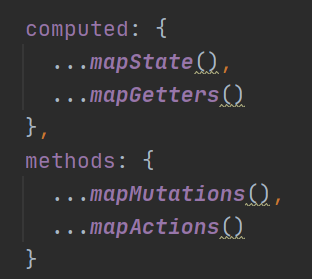 computed: {
  ...mapState(),
  ...mapGetters()
},
methods: {
  ...mapMutations(),
  ...mapActions()
}